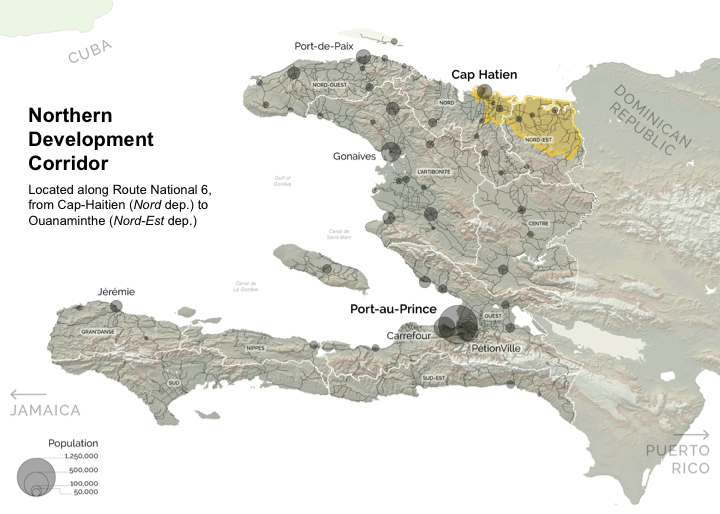 CUBA
Port-de-Paix
Cap Hatien
NORD-OUEST
NORD
DOMINICAN
REPUBLIC
Northern
Development
Corridor
NORD-EST
Gonaives
L'ARTIBONITE
Located along Route National 6,
from Cap-Haitien (Nord dep.) to
Ouanaminthe (Nord-Est dep.)
Gulf of
Gonâve
CENTRE
Canal de
Saint-Marc
Canal de
La Gonâve
Jérémie
Port-au-Prince
OUEST
GRAN'DANSE
Carrefour
NIPPES
PetionVille
SUD
SUD-EST
JAMAICA
PUERTO
RICO
Population
1,250,000
500,000
100,000
50,000